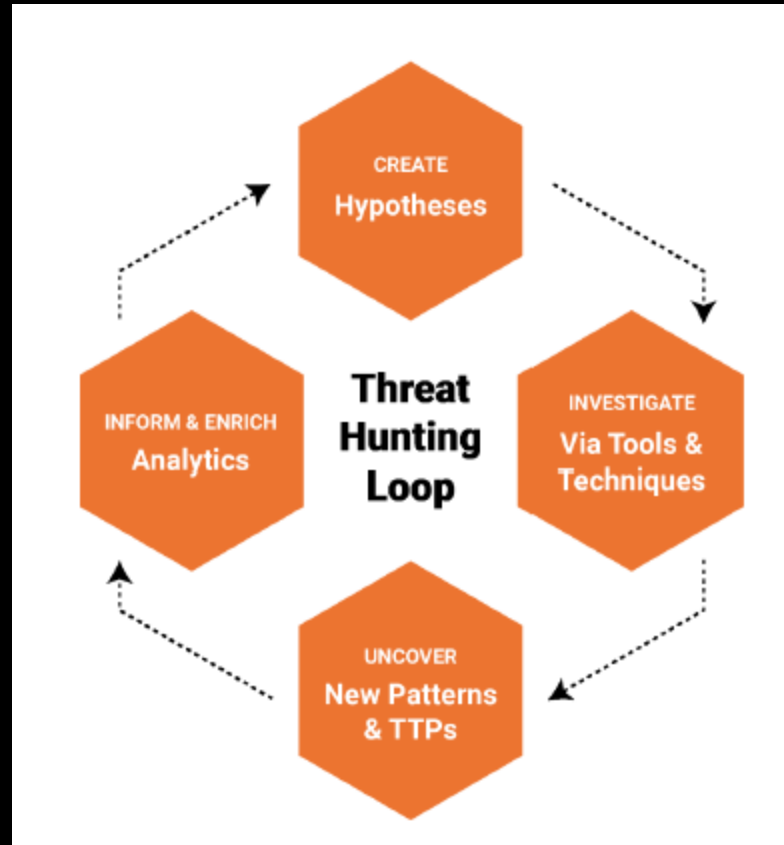 CREATE
Hypotheses
INVESTIGATE
Via Tools &
Techniques
UNCOVER
New Patterns
& TTPs
INFORM & ENRICH
Analytics
Threat
Hunting
Loop